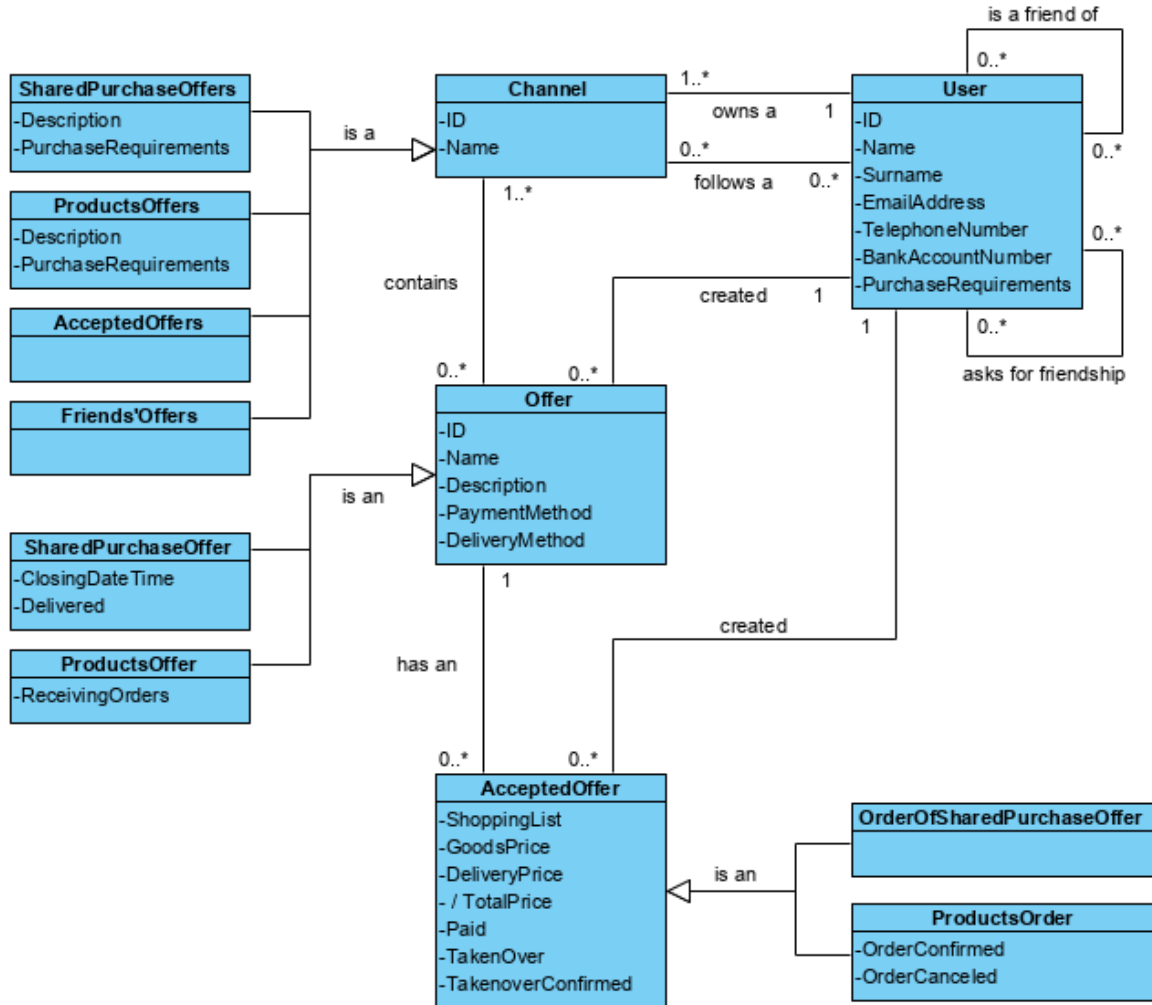 is a friend of
0..*
SharedPurchaseOffers
-Description
-PurchaseRequirements
is a
Channel
-ID
-Name
1..*
owns a
1
0..*
follows a
0..*
User
-ID
-Name
-Surname
-EmailAddress
-TelephoneNumber
-BankAccountNumber
-PurchaseRequirements
0..*
0..*
0..*
asks for friendship
ProductsOffers
-Description
-PurchaseRequirements
1..*
contains
0..*
created
1
0..*
1
AcceptedOffers
Friends'Offers
Offer
-ID
-Name
-Description
-PaymentMethod
-DeliveryMethod
is an
SharedPurchaseOffer
-ClosingDateTime
-Delivered
ProductsOffer
-ReceivingOrders
1
has an
0..*
created
0..*
AcceptedOffer
-ShoppingList
-GoodsPrice
-DeliveryPrice
- / TotalPrice
-Paid
-TakenOver
-TakenoverConfirmed
is an
OrderOfSharedPurchaseOffer
ProductsOrder
-OrderConfirmed
-OrderCanceled